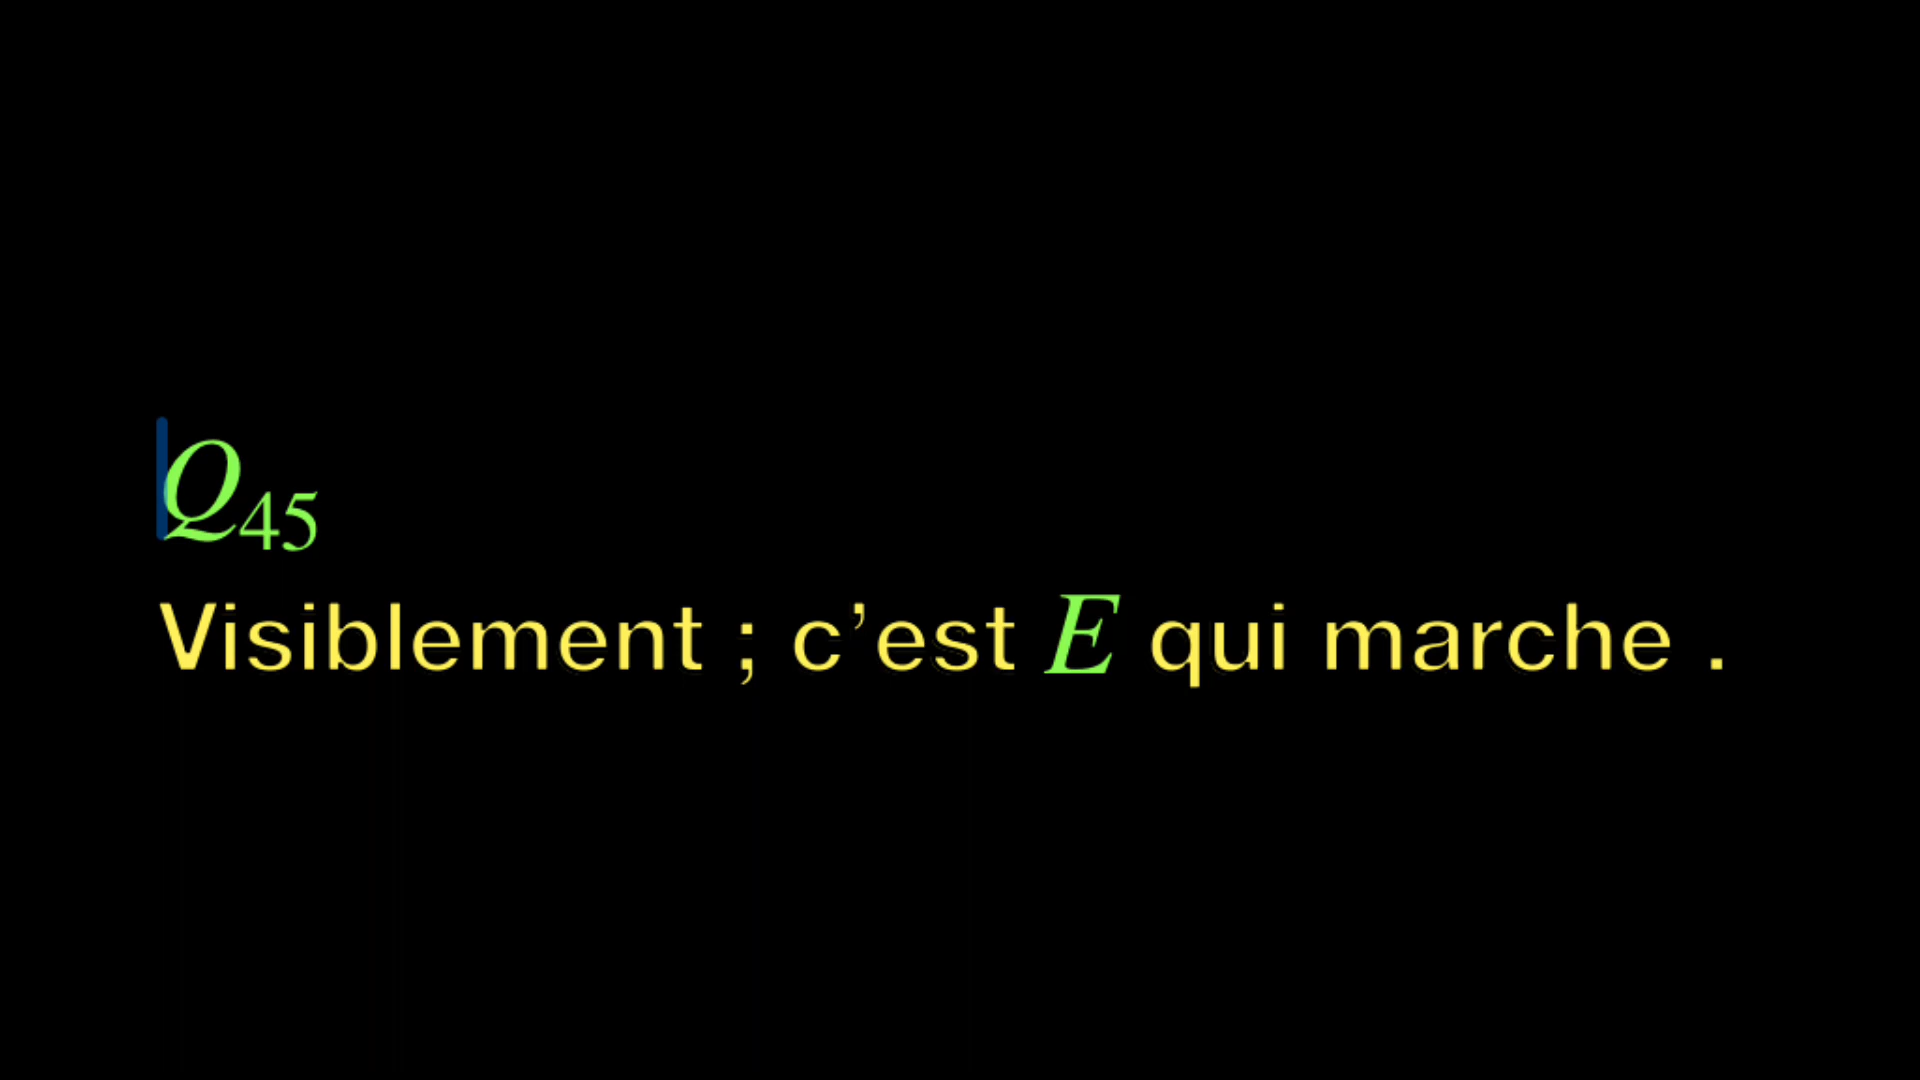 Q45
Visiblement ; c’est E qui marche .